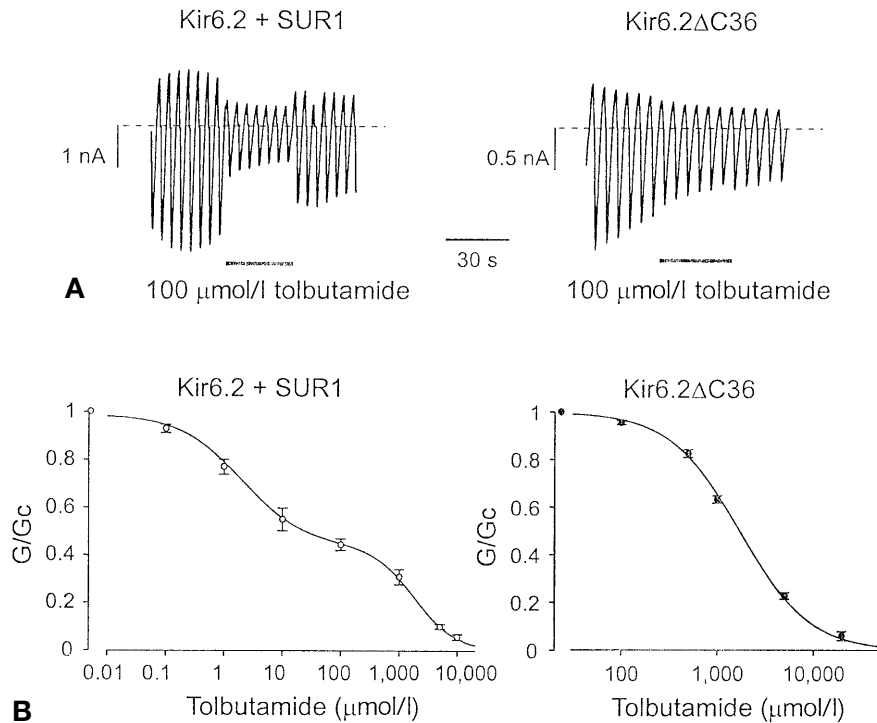 Kir6.2 + SUR1
Kir6.2ΔC36
1 nA
0.5 nA
30 s
A
100 μmol/l tolbutamide
100 μmol/l tolbutamide
Kir6.2 + SUR1
Kir6.2ΔC36
1
0.8
0.6
0.4
0.2
0
G/Gc
0.01 0.1 1 10 100 1,000 10,000
Tolbutamide (μmol/l)
1
0.8
0.6
0.4
0.2
0
G/Gc
100 1,000 10,000
Tolbutamide (μmol/l)
B